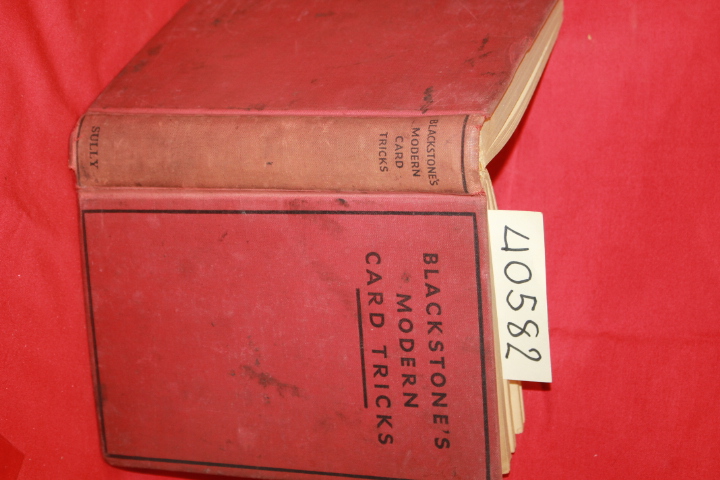 BLACKSTONE'S
MODERN
CARD
TRICKS
SULLY
BLACKSTONE'S
MODERN
CARD TRICKS
40582